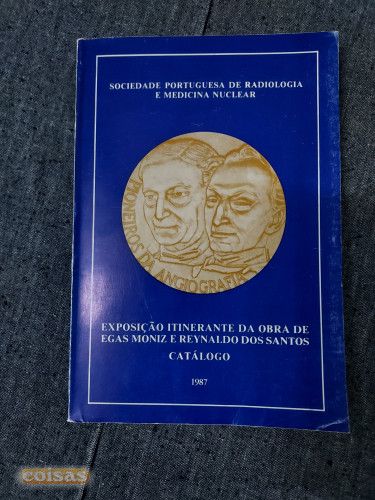 SOCIEDADE PORTUGUESA DE RADIOLOGIA
E MEDICINA NUCLEAR
PIONEIROS DA ANGIOGRAFIA
EXPOSIÇÃO ITINERANTE DA OBRA DE
EGAS MONIZ E REYNALDO DOS SANTOS
CATÁLOGO
1987
coisas